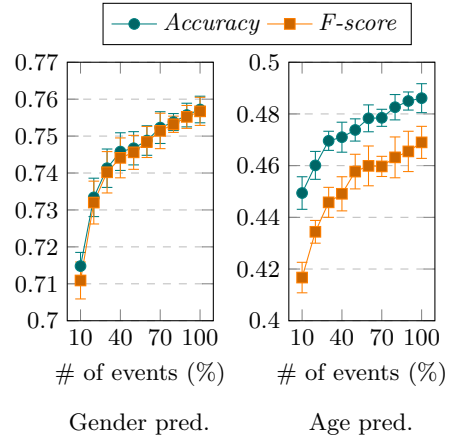 Accuracy F-score
0.77
0.76
0.75
0.74
0.73
0.72
0.71
0.7
10 40 70 100
# of events (%)
Gender pred.
0.5
0.48
0.46
0.44
0.42
0.4
10 40 70 100
# of events (%)
Age pred.